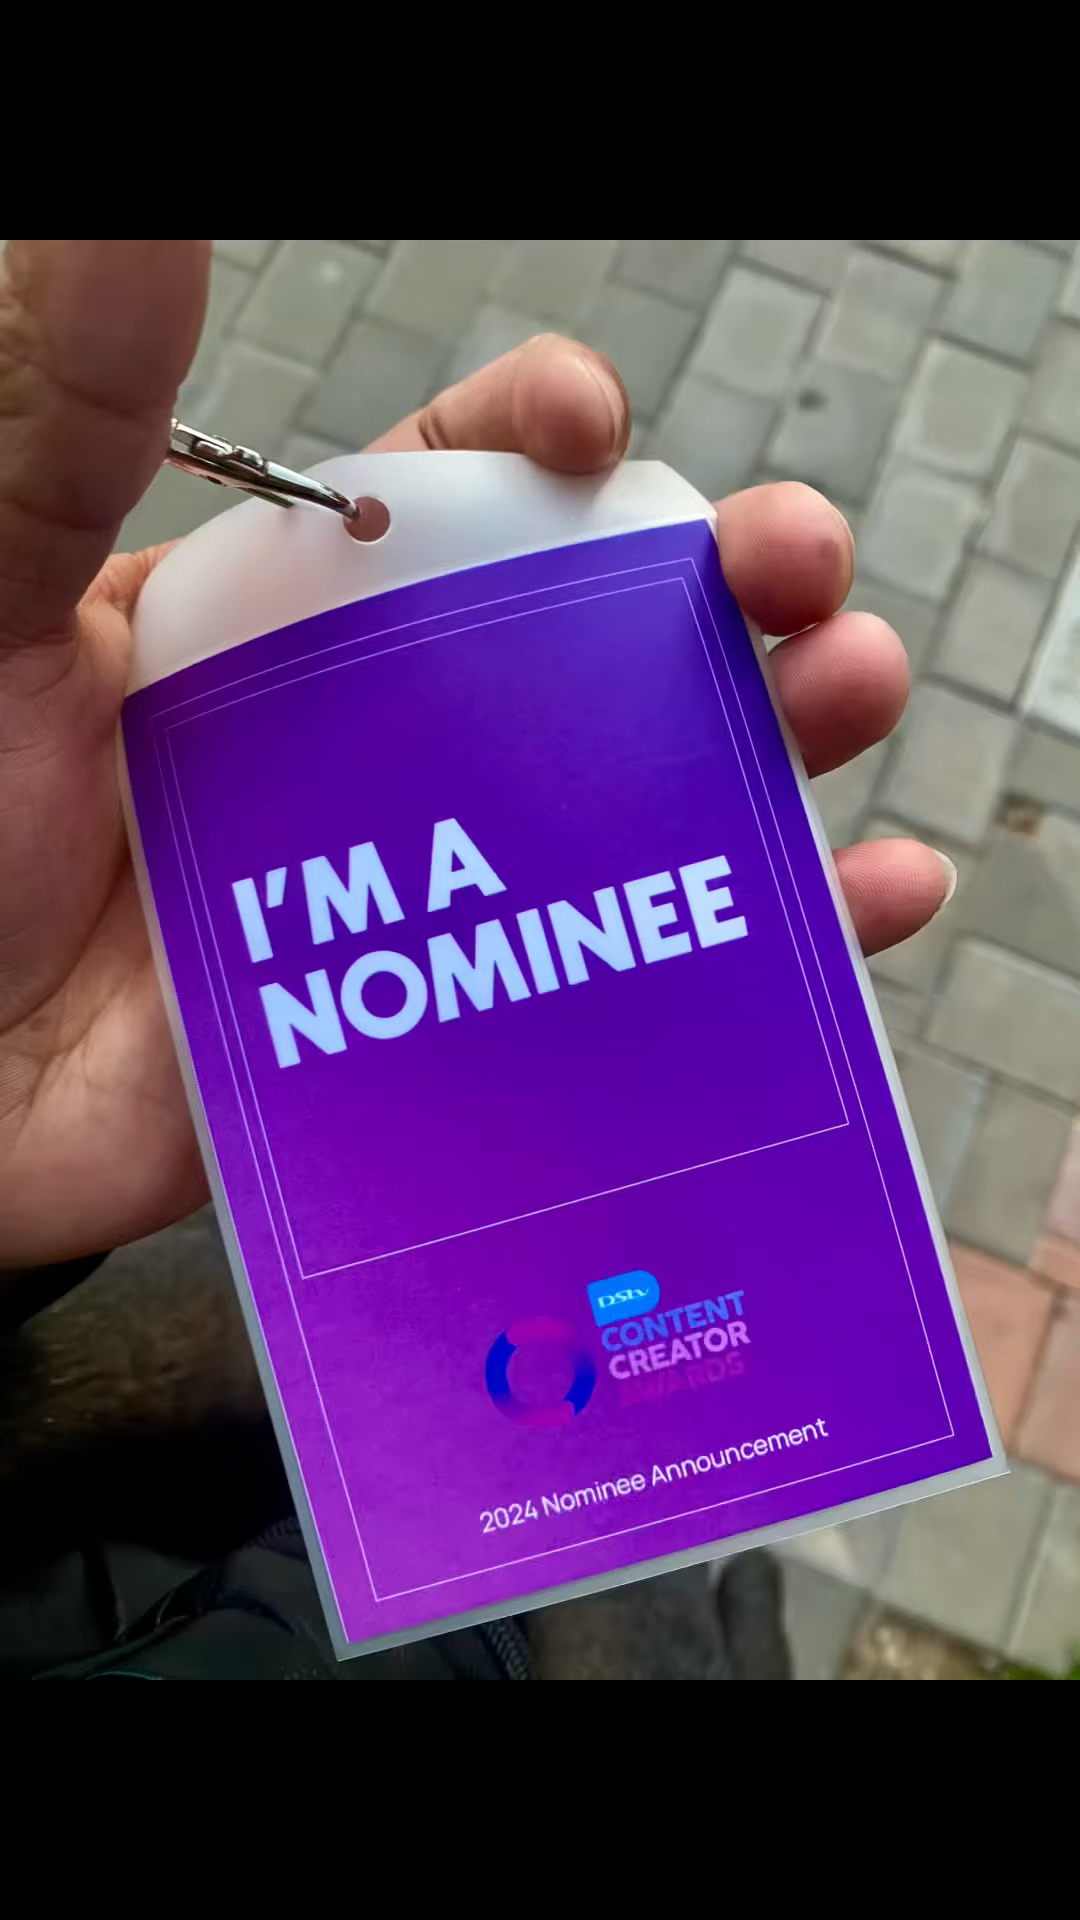 I'M A
NOMINEE
DStv
CONTENT
CREATOR
AWARDS
2024 Nominee Announcement